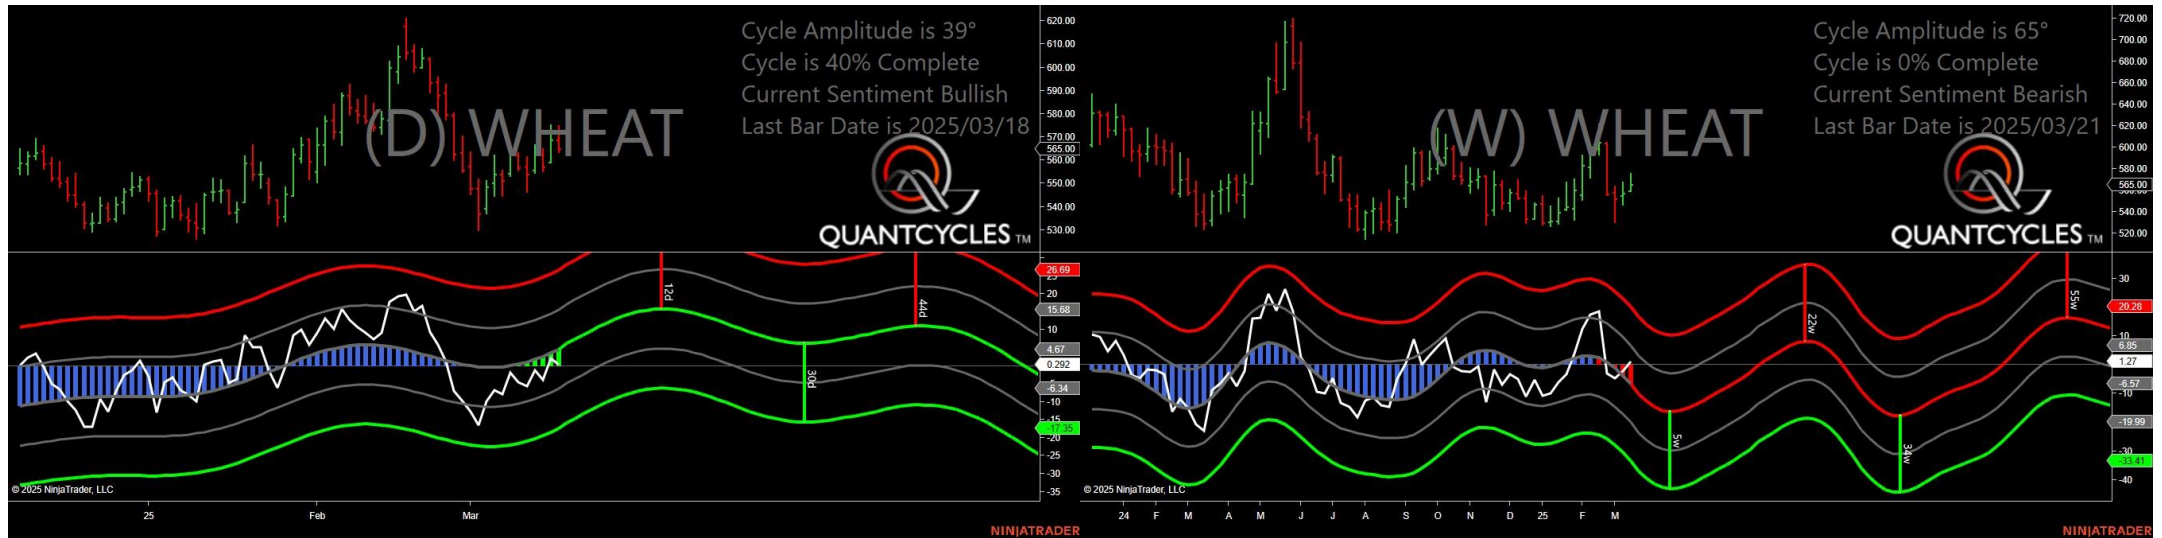 Cycle Amplitude is 39°
Cycle is 40% Complete
Current Sentiment Bullish
Last Bar Date is 2025/03/18
(D) WHEAT
QUANTCYCLES TM
620.00
610.00
600.00
590.00
580.00
570.00
565.00
560.00
550.00
540.00
530.00
12d
30d
44d
26.69
20
15.68
10
4.67
0.292
-6.34
-10
-15
-17.35
-20
-25
-30
-35
© 2025 NinjaTrader, LLC
25 Feb Mar
NINJATRADER
Cycle Amplitude is 65°
Cycle is 0% Complete
Current Sentiment Bearish
Last Bar Date is 2025/03/21
(W) WHEAT
QUANTCYCLES TM
720.00
700.00
680.00
660.00
640.00
620.00
600.00
580.00
565.00
540.00
520.00
5w
22w
34w
55w
30
20.28
10
6.85
1.27
-6.57
-10
-19.99
-30
-33.41
-40
© 2025 NinjaTrader, LLC
24 F M A M J J A S O N D 25 F M
NINJATRADER